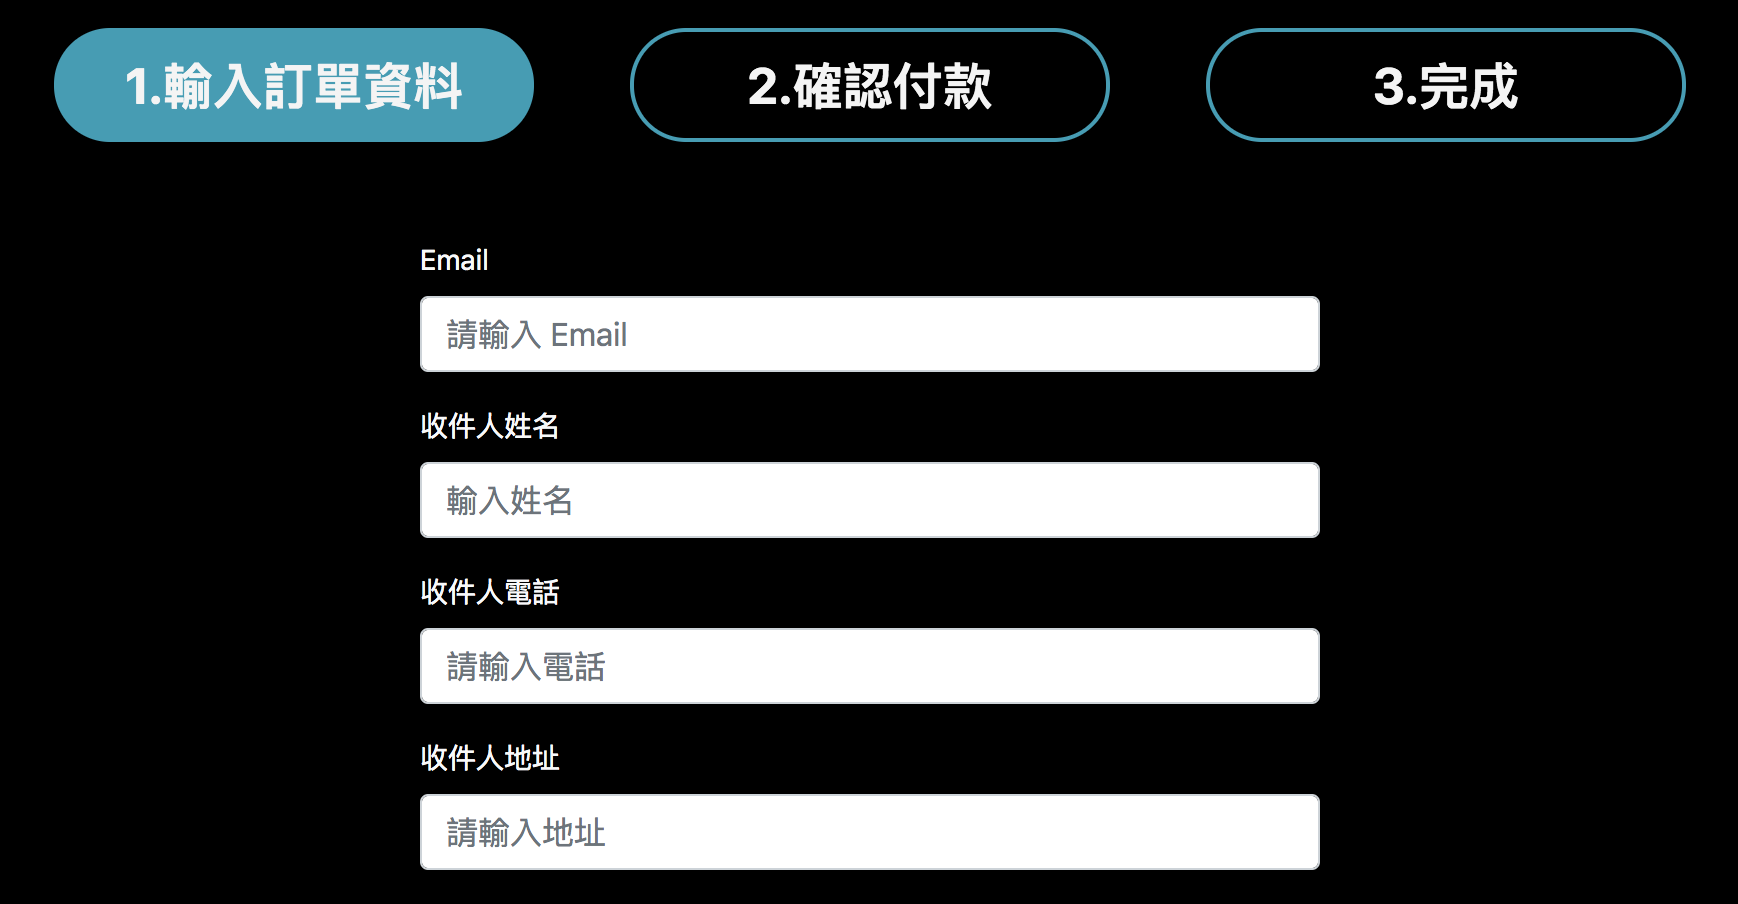 1.輸入訂單資料
2.確認付款
3.完成
Email
請輸入 Email
收件人姓名
輸入姓名
收件人電話
請輸入電話
收件人地址
請輸入地址